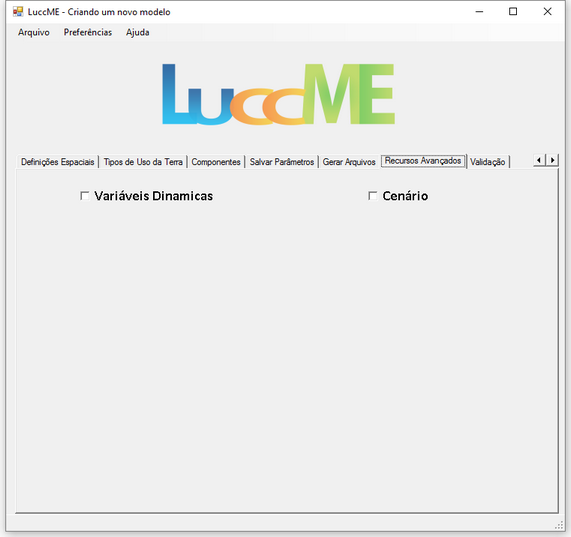 LuccME - Criando um novo modelo
Arquivo Preferências Ajuda
LuccME
Definições Espaciais Tipos de Uso da Terra Componentes Salvar Parâmetros Gerar Arquivos Recursos Avançados Validação
Variáveis Dinamicas Cenário